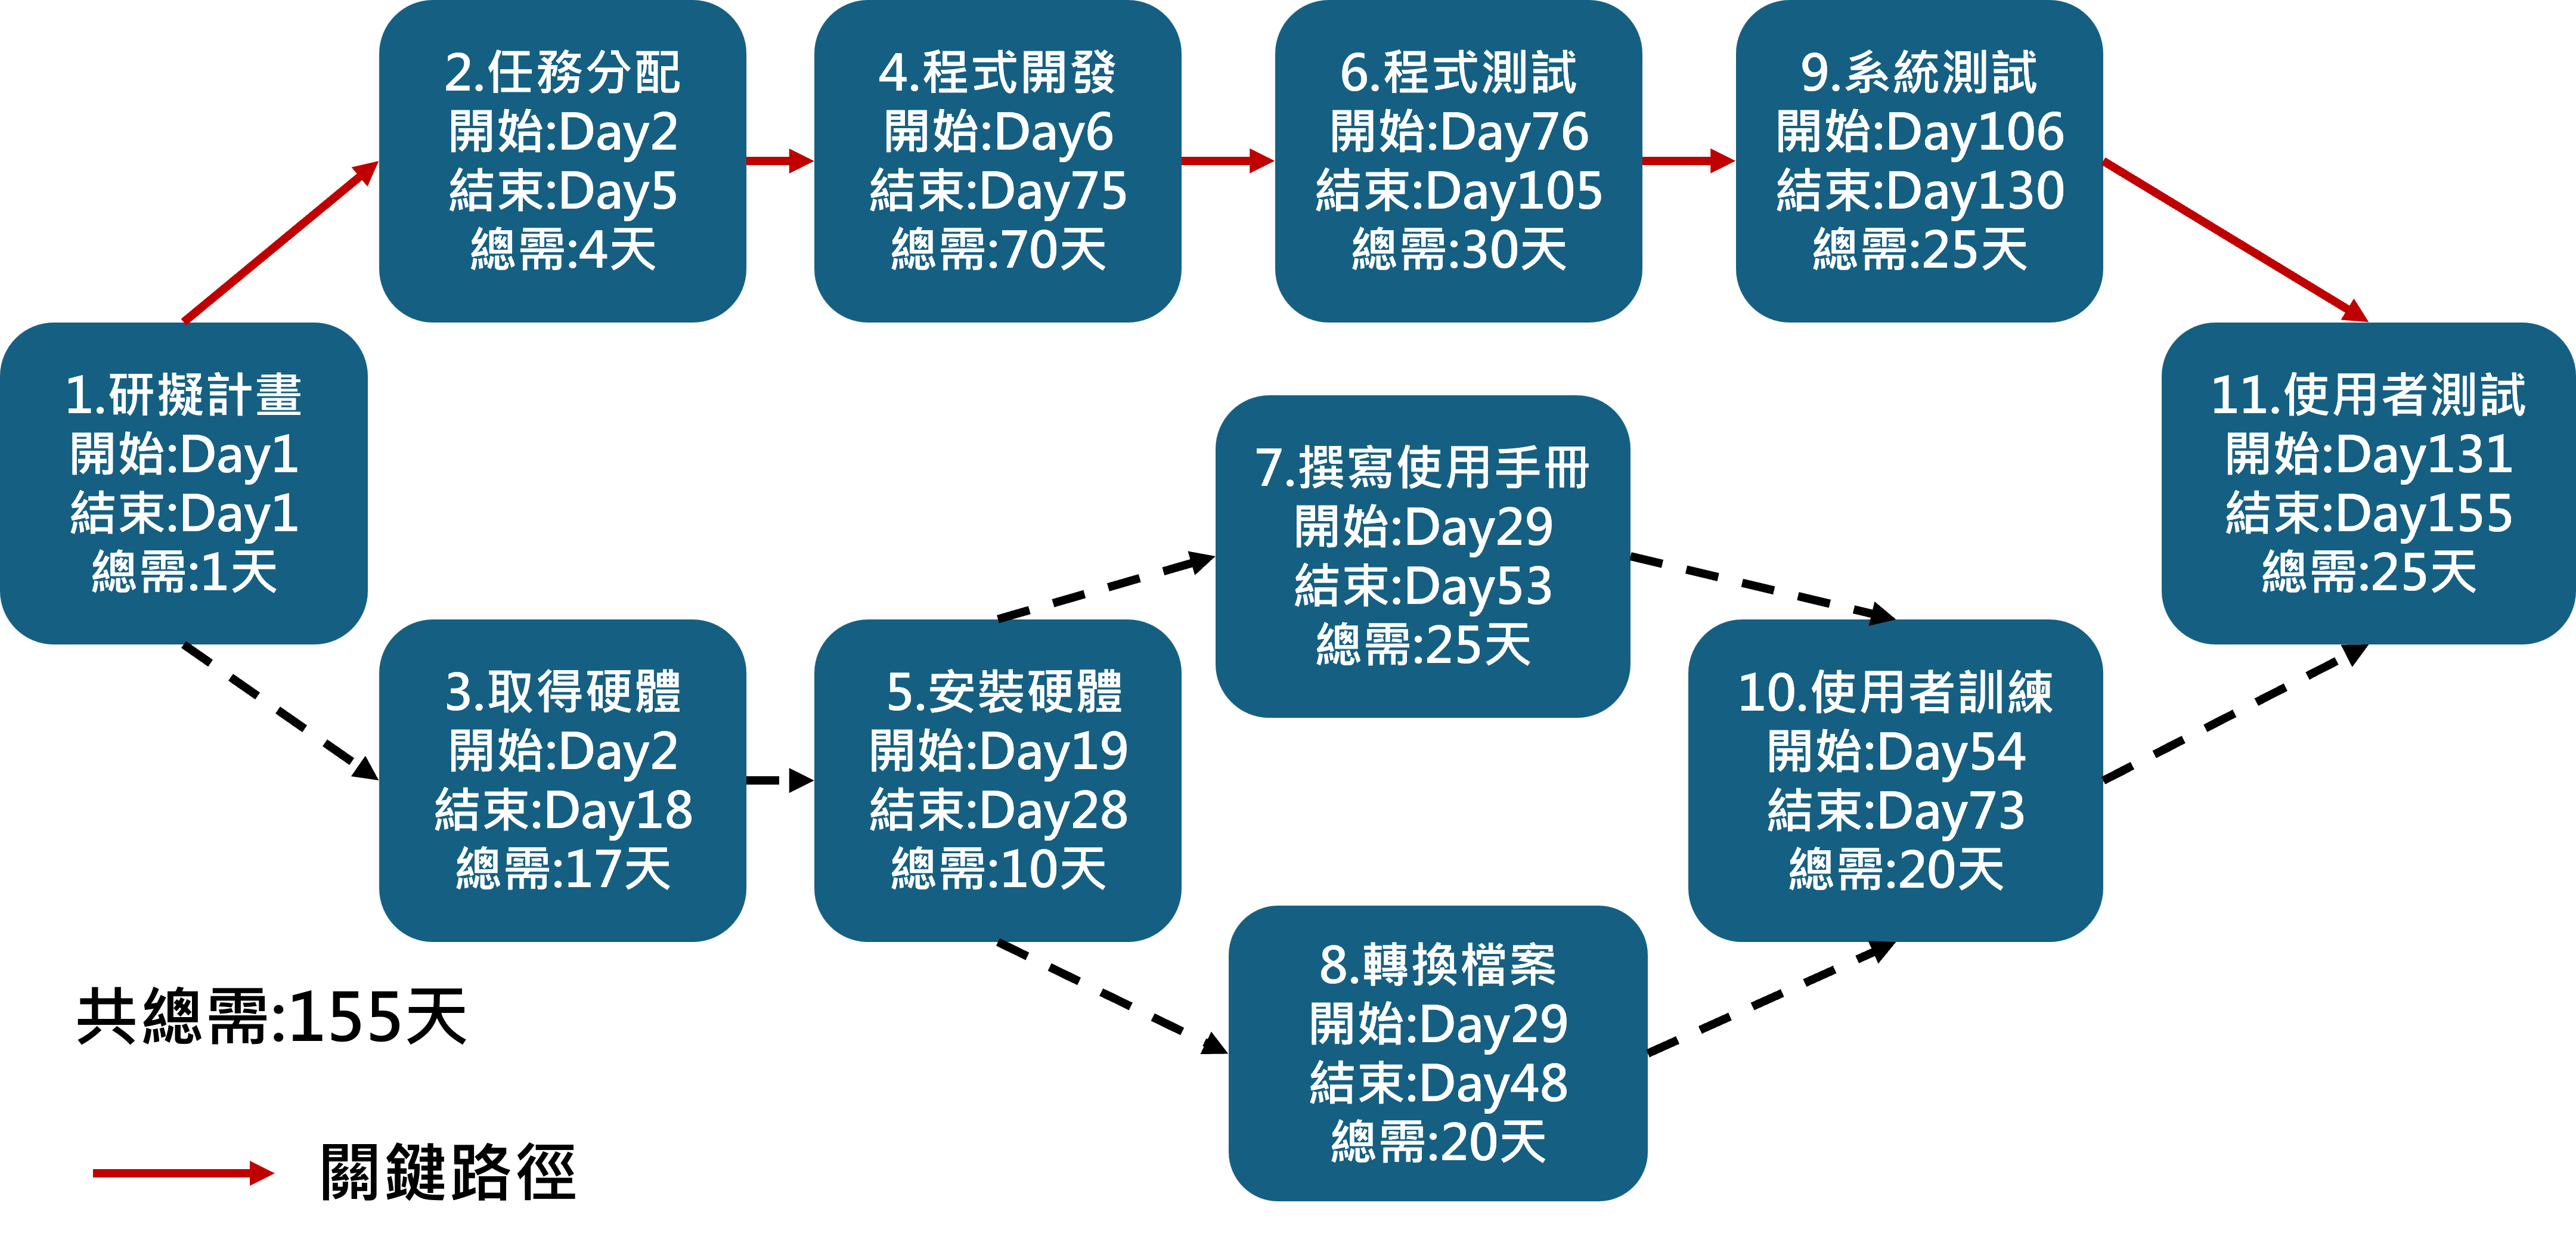 2.任務分配
開始:Day2
結束:Day5
總需:4天
4.程式開發
開始:Day6
結束:Day75
總需:70天
6.程式測試
開始:Day76
結束:Day105
總需:30天
9.系統測試
開始:Day106
結束:Day130
總需:25天
1.研擬計畫
開始:Day1
結束:Day1
總需:1天
11.使用者測試
開始:Day131
結束:Day155
總需:25天
7.撰寫使用手冊
開始:Day29
結束:Day53
總需:25天
3.取得硬體
開始:Day2
結束:Day18
總需:17天
5.安裝硬體
開始:Day19
結束:Day28
總需:10天
10.使用者訓練
開始:Day54
結束:Day73
總需:20天
8.轉換檔案
開始:Day29
結束:Day48
總需:20天
共總需:155天
關鍵路徑